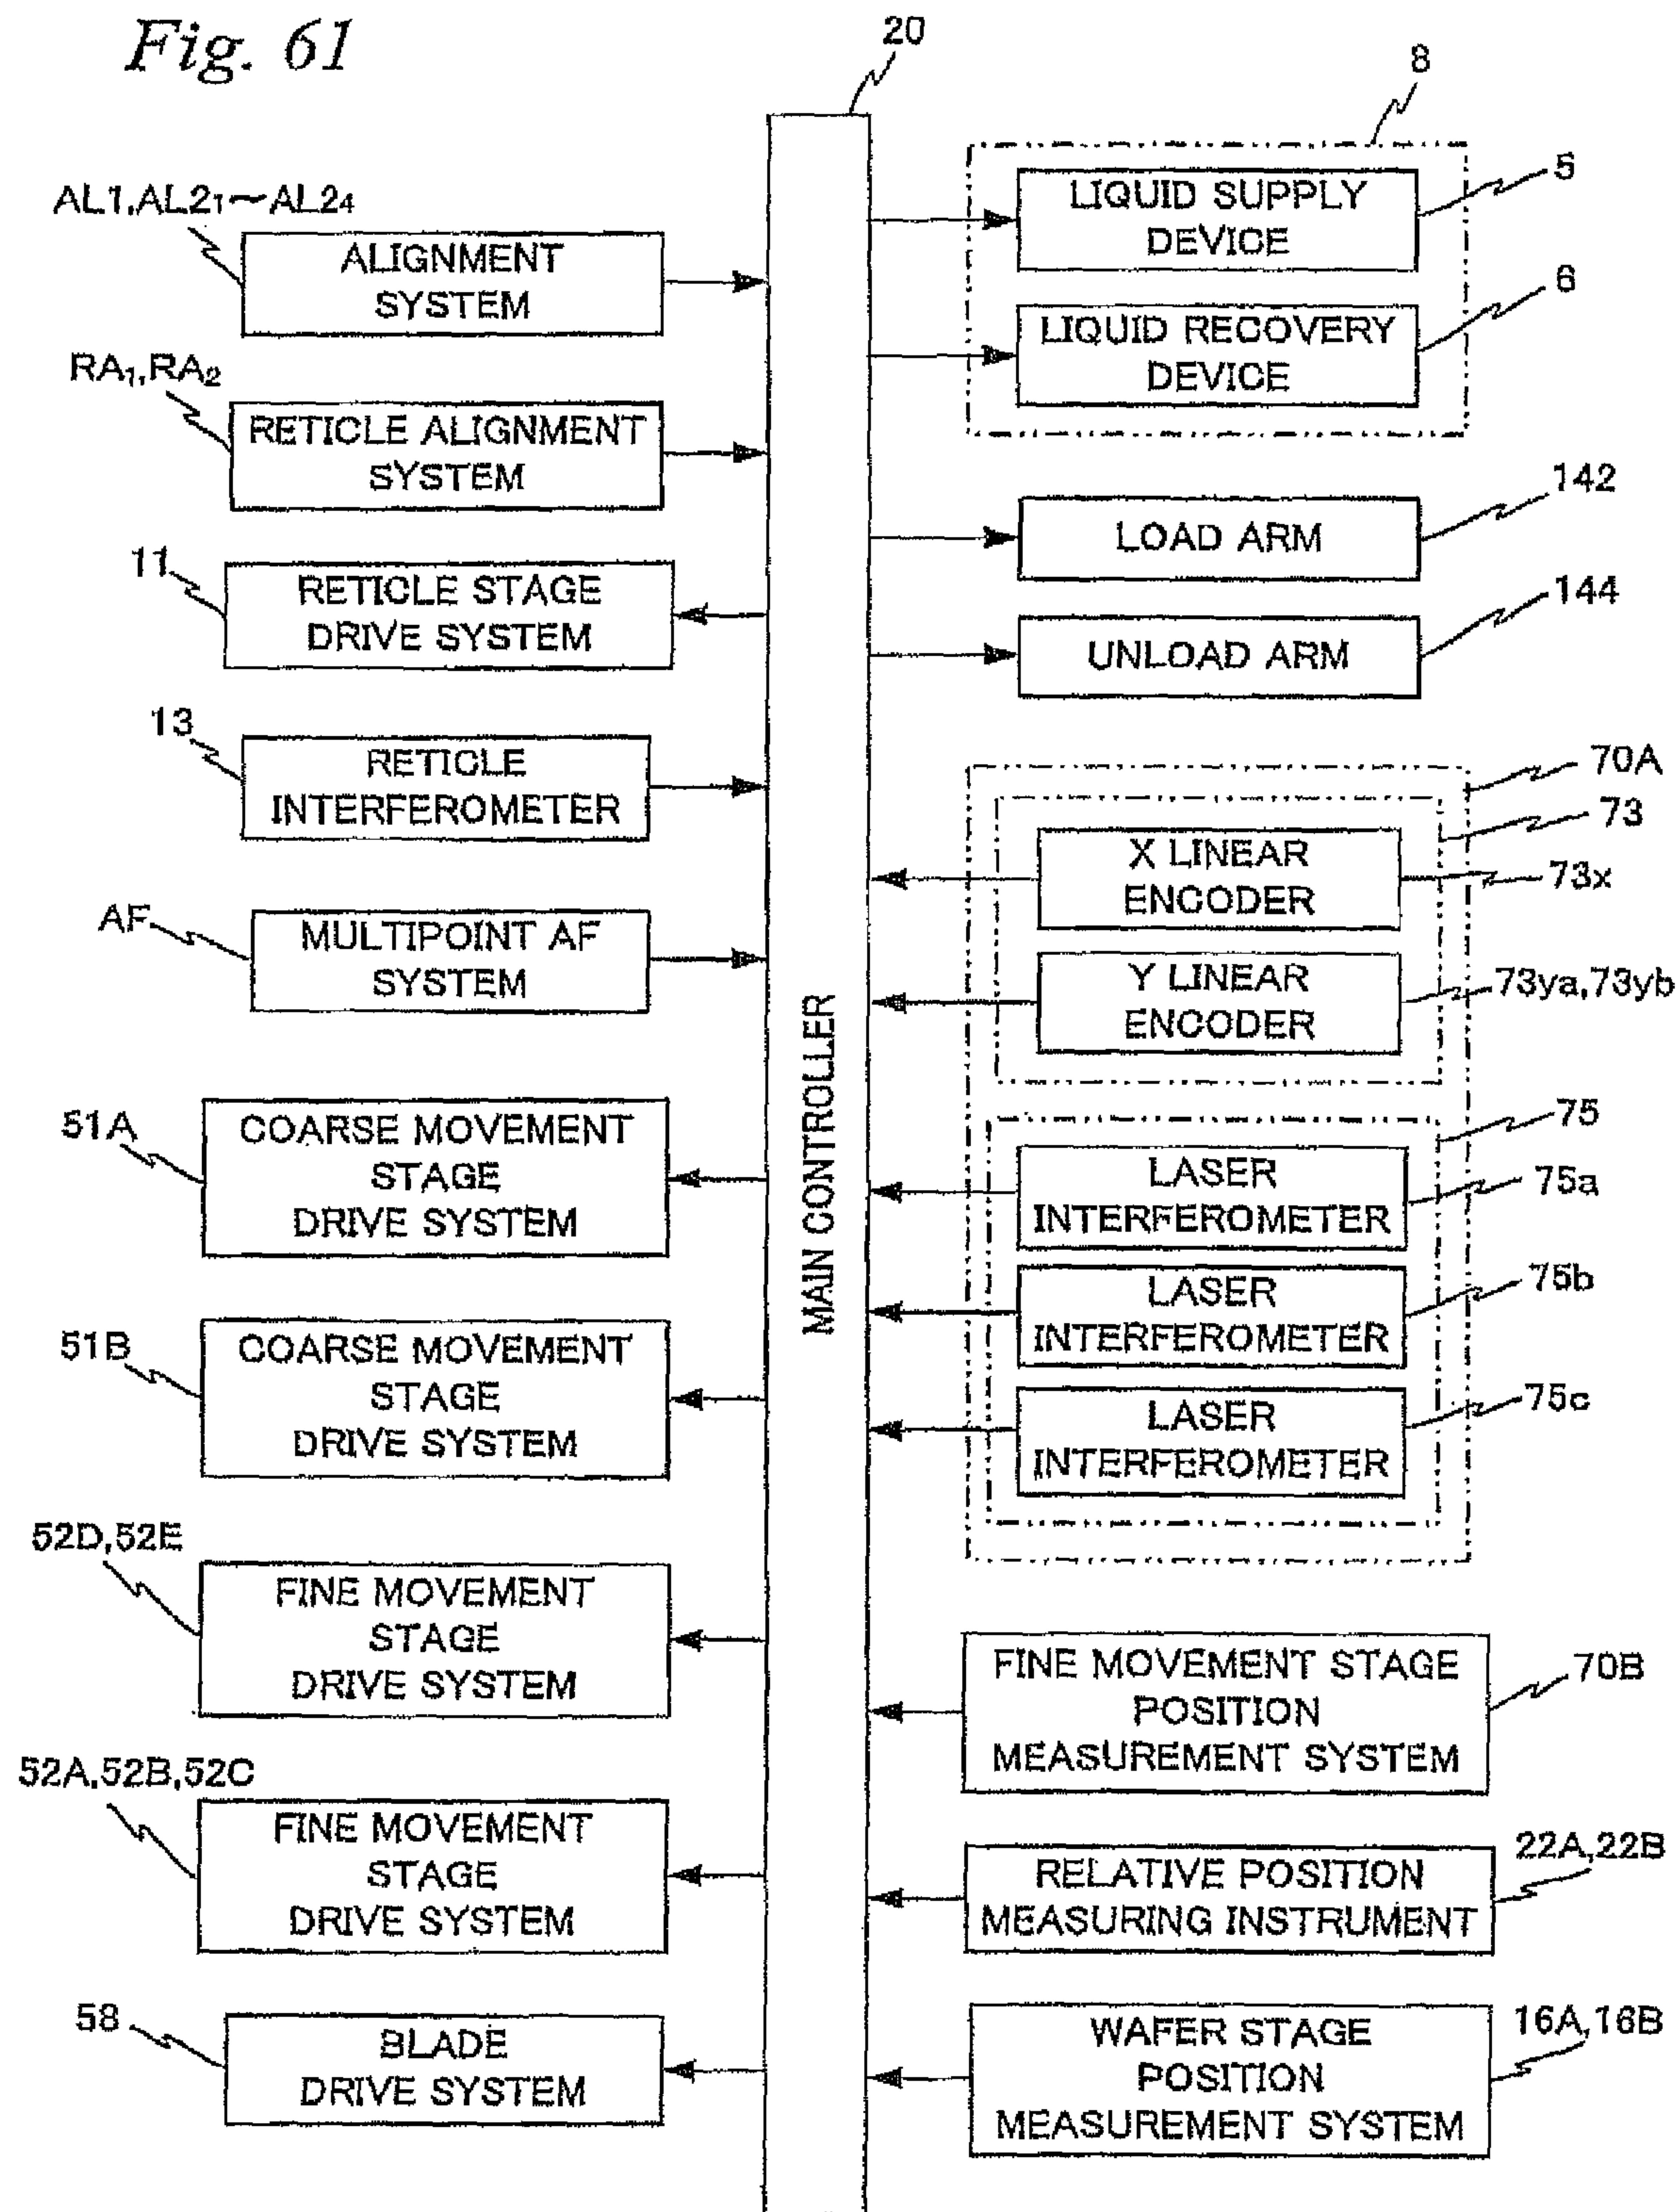 Fig. 61
20
8
AL1,AL2₁~AL2₄
ALIGNMENT
SYSTEM
RA₁,RA₂
RETICLE ALIGNMENT
SYSTEM
11
RETICLE STAGE
DRIVE SYSTEM
13
RETICLE
INTERFEROMETER
AF
MULTIPOINT AF
SYSTEM
51A
COARSE MOVEMENT
STAGE
DRIVE SYSTEM
51B
COARSE MOVEMENT
STAGE
DRIVE SYSTEM
52D,52E
FINE MOVEMENT
STAGE
DRIVE SYSTEM
52A,52B,52C
FINE MOVEMENT
STAGE
DRIVE SYSTEM
58
BLADE
DRIVE SYSTEM
MAIN CONTROLLER
LIQUID SUPPLY
DEVICE
5
LIQUID RECOVERY
DEVICE
6
LOAD ARM
142
UNLOAD ARM
144
70A
73
X LINEAR
ENCODER
73x
Y LINEAR
ENCODER
73ya,73yb
75
LASER
INTERFEROMETER
75a
LASER
INTERFEROMETER
75b
LASER
INTERFEROMETER
75c
FINE MOVEMENT STAGE
POSITION
MEASUREMENT SYSTEM
70B
RELATIVE POSITION
MEASURING INSTRUMENT
22A,22B
WAFER STAGE
POSITION
MEASUREMENT SYSTEM
16A,16B